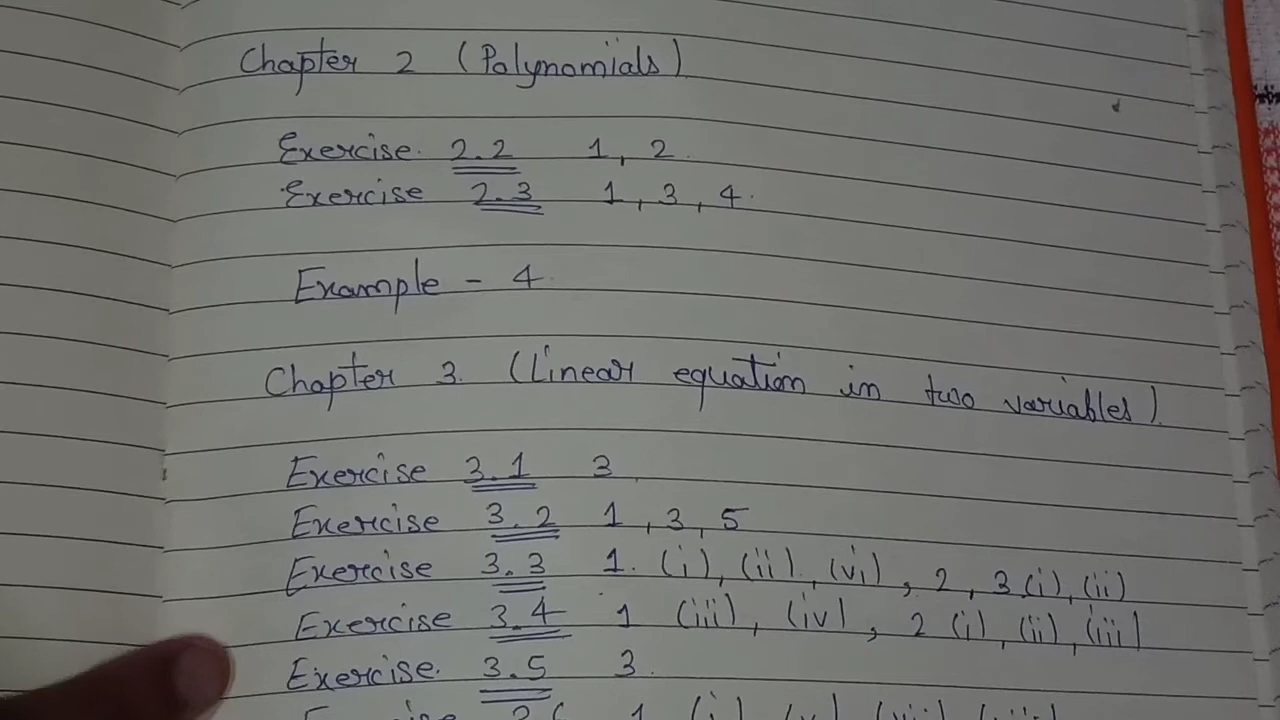 Chapter 2 (Polynomials)
Exercise. 2.2 1, 2.
Exercise 2.3 1, 3, 4.
Example - 4.
Chapter 3. (Linear equation in two variables).
Exercise 3.1 3
Exercise 3.2 1, 3, 5
Exercise 3.3 1. (i), (ii), (vi), 2, 3 (i), (ii)
Exercise 3.4 1 (iii), (iv), 2 (i), (ii), (iii)
Exercise. 3.5 3.